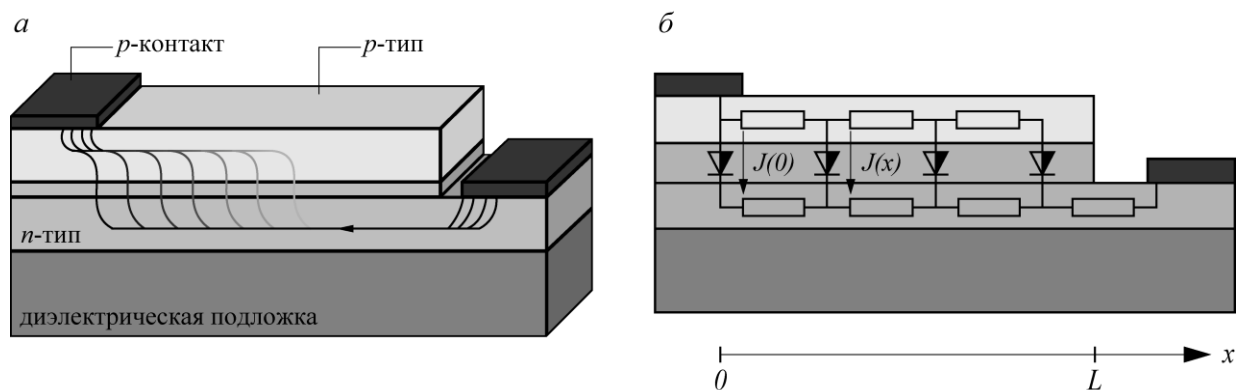 а
р-контакт
р-тип
n-тип
диэлектрическая подложка
б
J(0)
J(x)
0
L
x